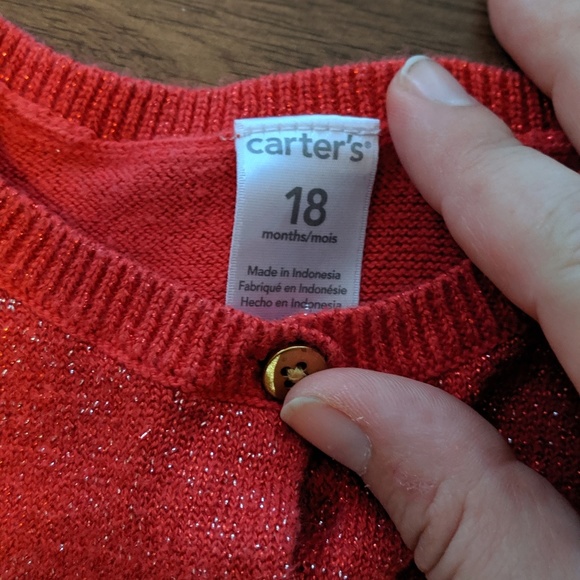 carter's®
18
months/mois
Made in Indonesia
Fabriqué en Indonésie
Hecho en Indonesia